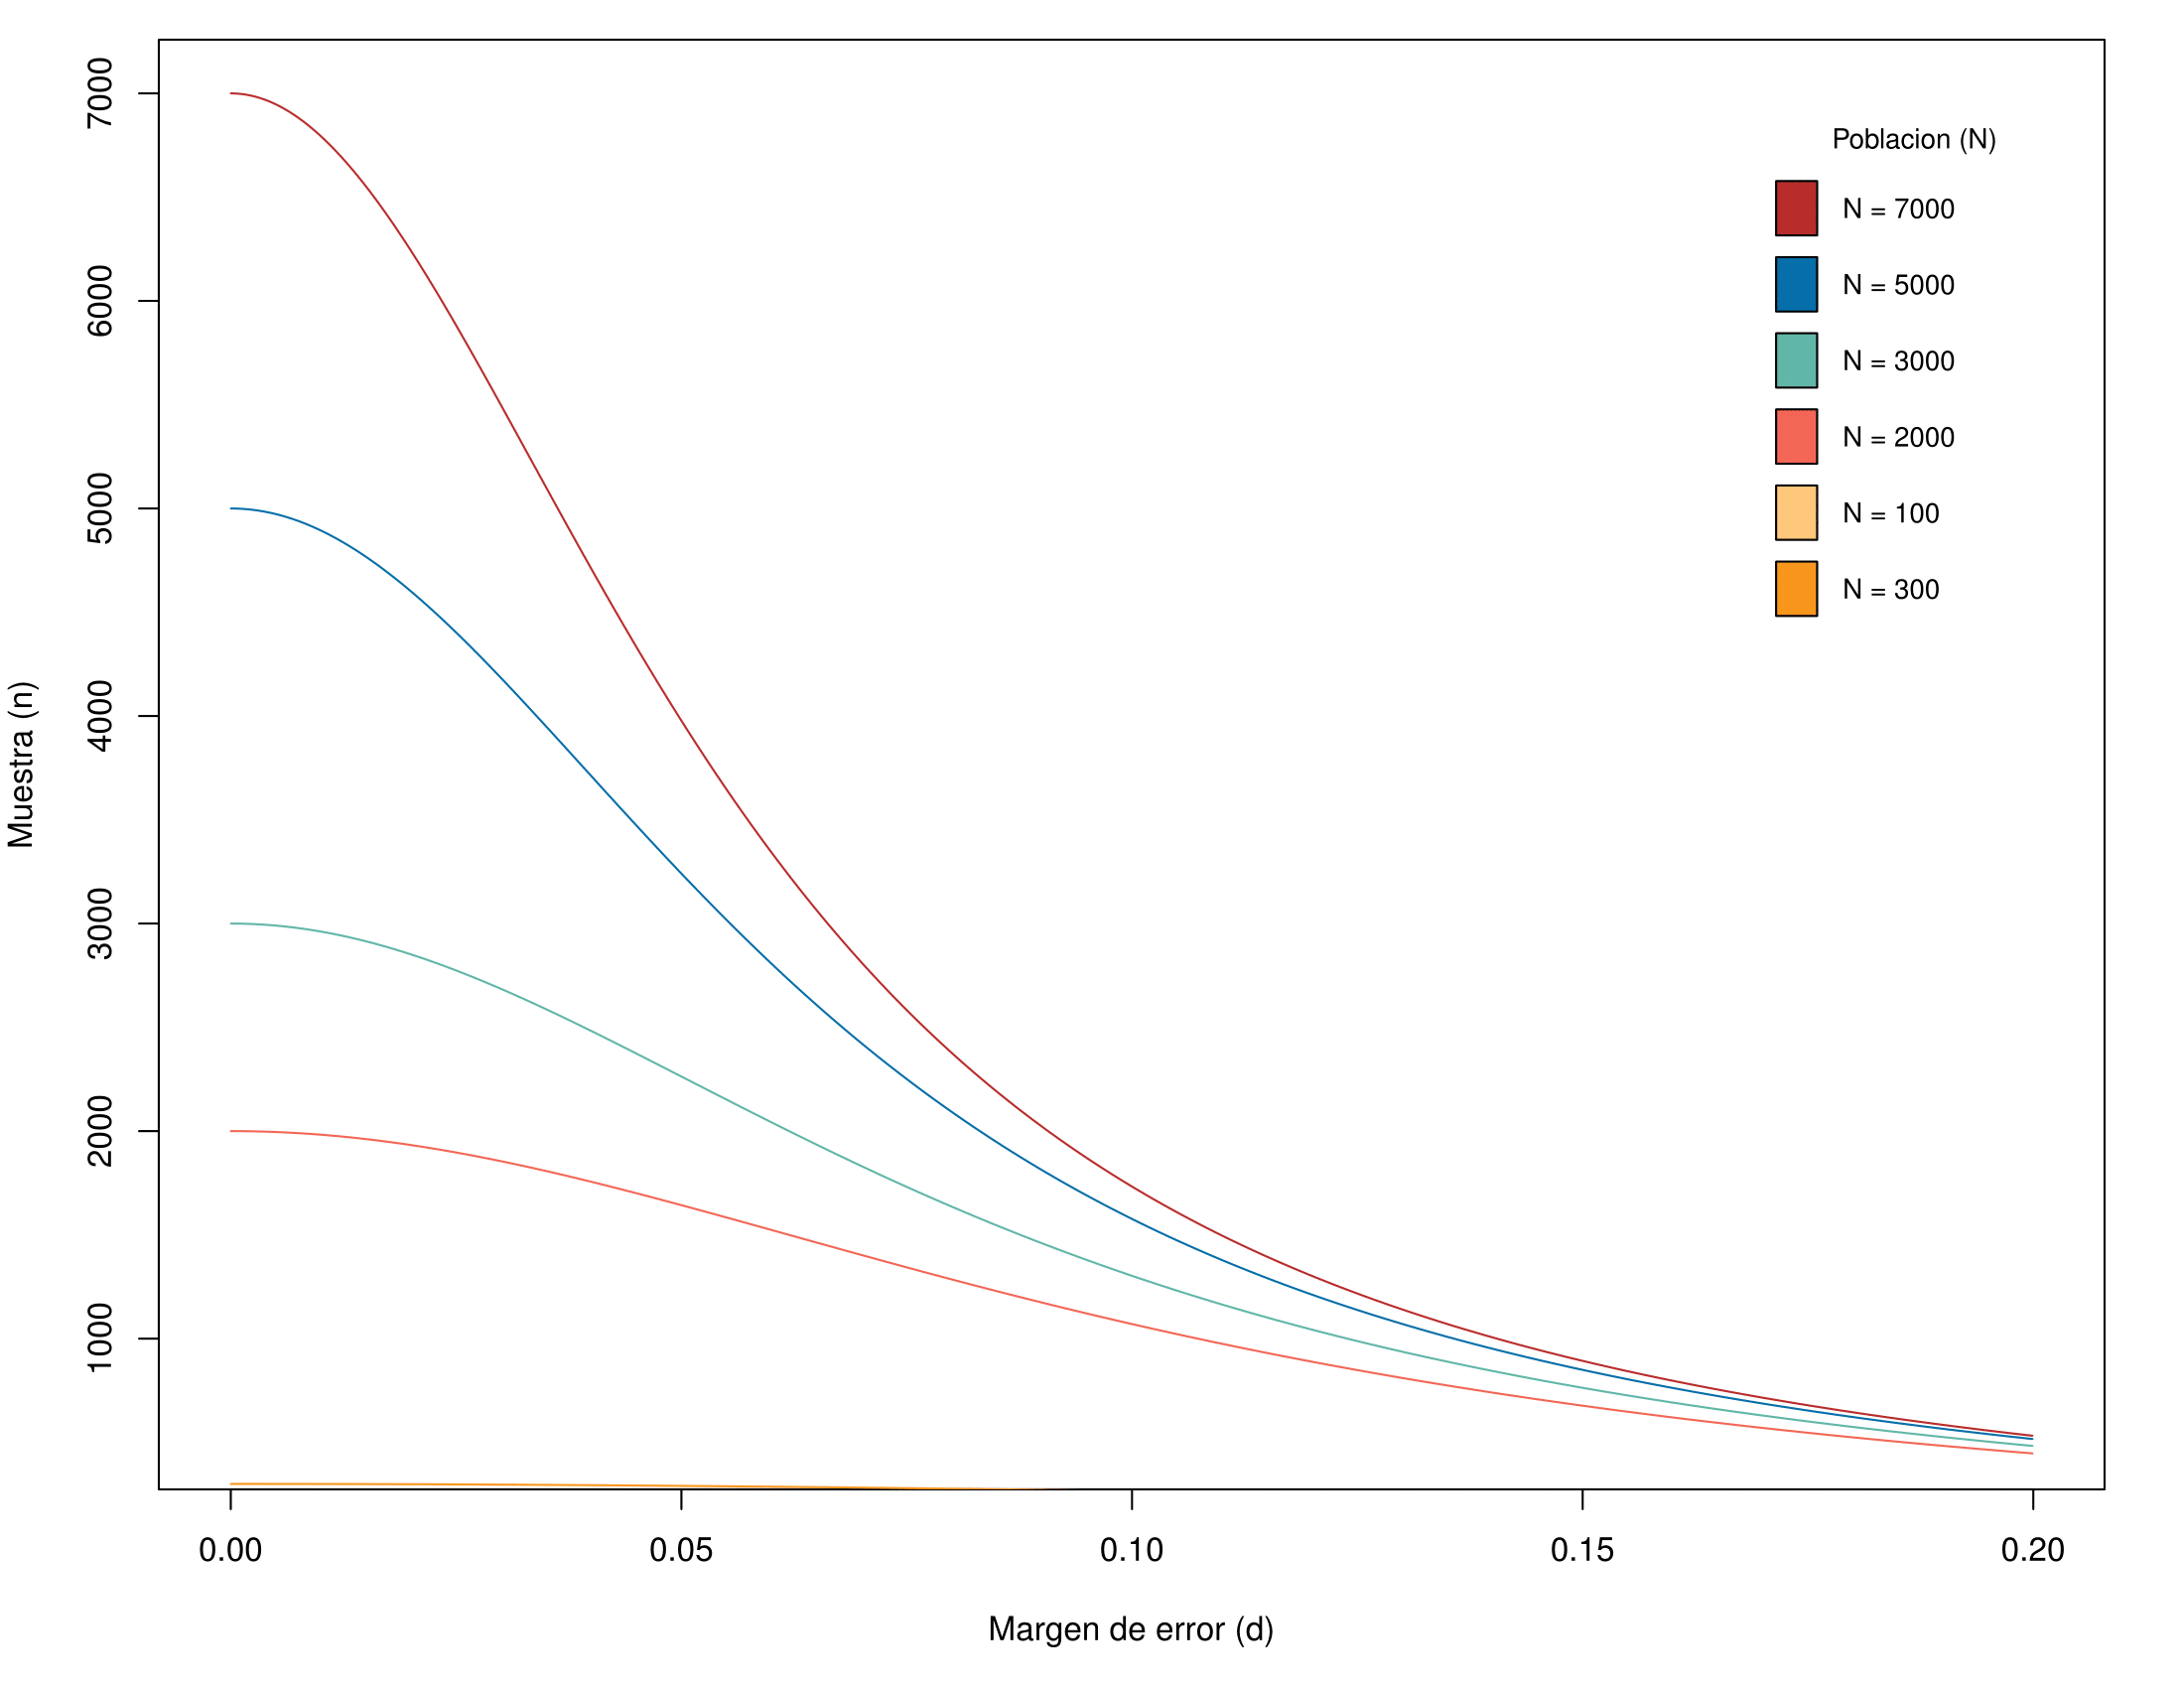 Poblacion (N)
N = 7000
N = 5000
N = 3000
N = 2000
N = 100
N = 300
Muestra (n)
7000
6000
5000
4000
3000
2000
1000
0.00 0.05 0.10 0.15 0.20
Margen de error (d)